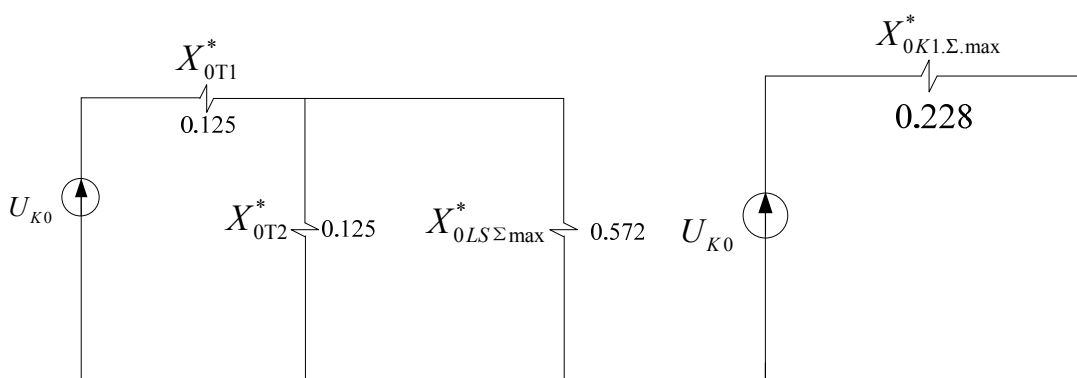 X*0T1
0.125
UK0
X*0T2
0.125
X*0LSΣmax
0.572
X*0K1.Σ.max
0.228
UK0